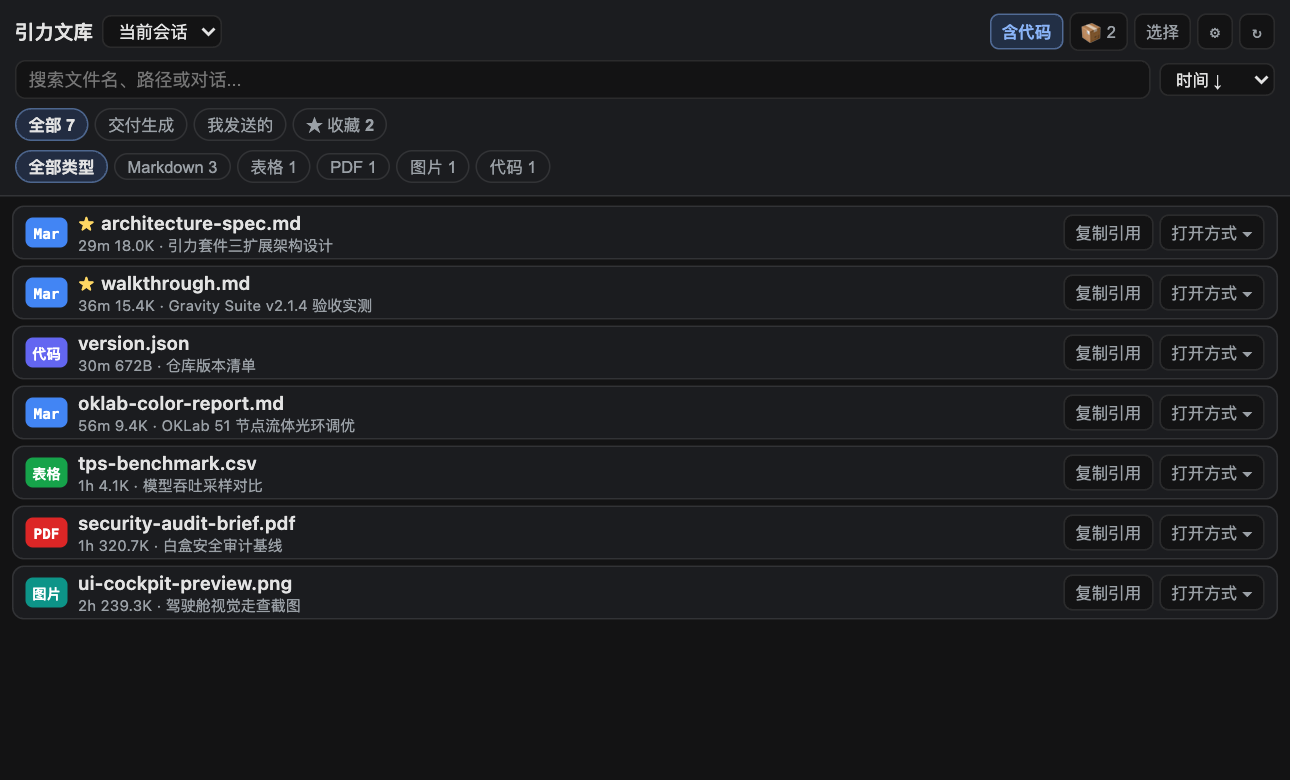 引力文库 当前会话 含代码 📦 2 选择 ⚙ ↻
搜索文件名、路径或对话... 时间 ↓
全部 7 交付生成 我发送的 ★ 收藏 2
全部类型 Markdown 3 表格 1 PDF 1 图片 1 代码 1
Mar ⭐ architecture-spec.md 复制引用 打开方式
29m 18.0K · 引力套件三扩展架构设计
Mar ⭐ walkthrough.md 复制引用 打开方式
36m 15.4K · Gravity Suite v2.1.4 验收实测
代码 version.json 复制引用 打开方式
30m 672B · 仓库版本清单
Mar oklab-color-report.md 复制引用 打开方式
56m 9.4K · OKLab 51 节点流体光环调优
表格 tps-benchmark.csv 复制引用 打开方式
1h 4.1K · 模型吞吐采样对比
PDF security-audit-brief.pdf 复制引用 打开方式
1h 320.7K · 白盒安全审计基线
图片 ui-cockpit-preview.png 复制引用 打开方式
2h 239.3K · 驾驶舱视觉走查截图